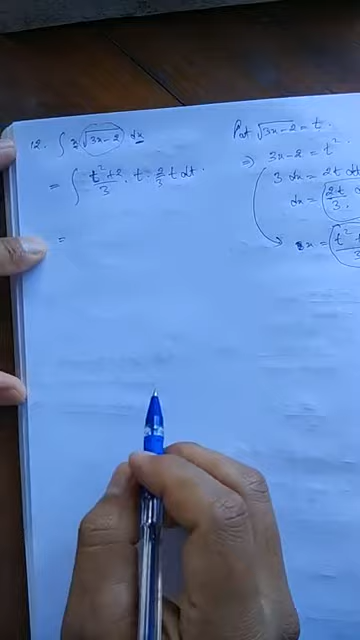 12. ∫ 3 √3x-2 dx
= ∫ t²+2/3 . t . 2/3 t dt .
=
Put √3x-2 = t .
⇒ 3x-2 = t²
3 dx = 2t dt
dx = 2t/3
x = t² +/3